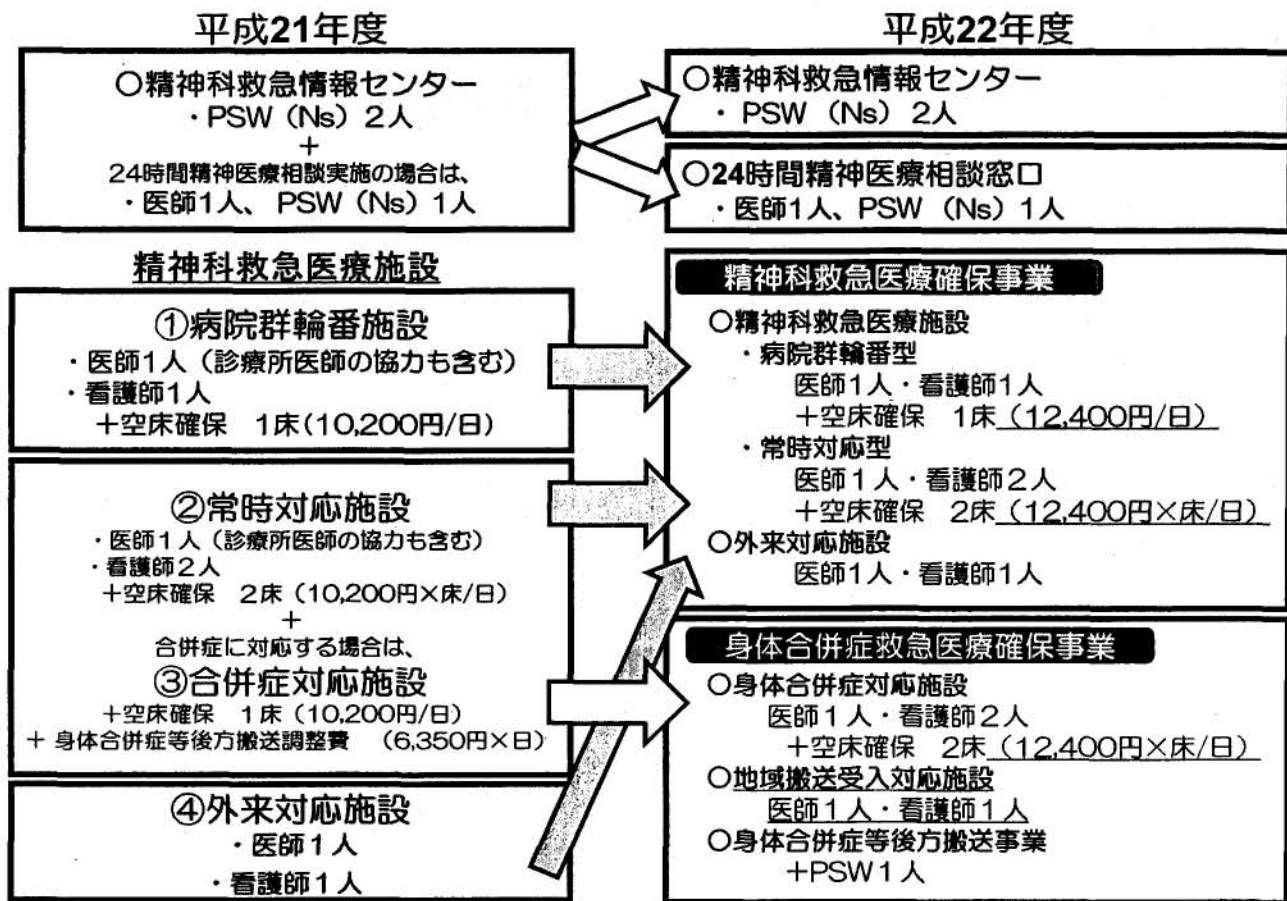 平成21年度
○精神科救急情報センター
・PSW（Ns）2人
+
24時間精神医療相談実施の場合は、
・医師1人、PSW（Ns）1人
精神科救急医療施設
①病院群輪番施設
・医師1人（診療所医師の協力も含む）
・看護師1人
+空床確保 1床(10,200円/日)
②常時対応施設
・医師1人（診療所医師の協力も含む）
・看護師2人
+空床確保 2床（10,200円×床/日）
+
合併症に対応する場合は、
③合併症対応施設
+空床確保 1床（10,200円/日）
+ 身体合併症等後方搬送調整費 （6,350円×日）
④外来対応施設
・医師1人
・看護師1人
平成22年度
○精神科救急情報センター
・PSW（Ns）2人
○24時間精神医療相談窓口
・医師1人、PSW（Ns）1人
精神科救急医療確保事業
○精神科救急医療施設
・病院群輪番型
医師1人・看護師1人
+空床確保 1床（12,400円/日）
・常時対応型
医師1人・看護師2人
+空床確保 2床（12,400円×床/日）
○外来対応施設
医師1人・看護師1人
身体合併症救急医療確保事業
○身体合併症対応施設
医師1人・看護師2人
+空床確保 2床（12,400円×床/日）
○地域搬送受入対応施設
医師1人・看護師1人
○身体合併症等後方搬送事業
+PSW1人